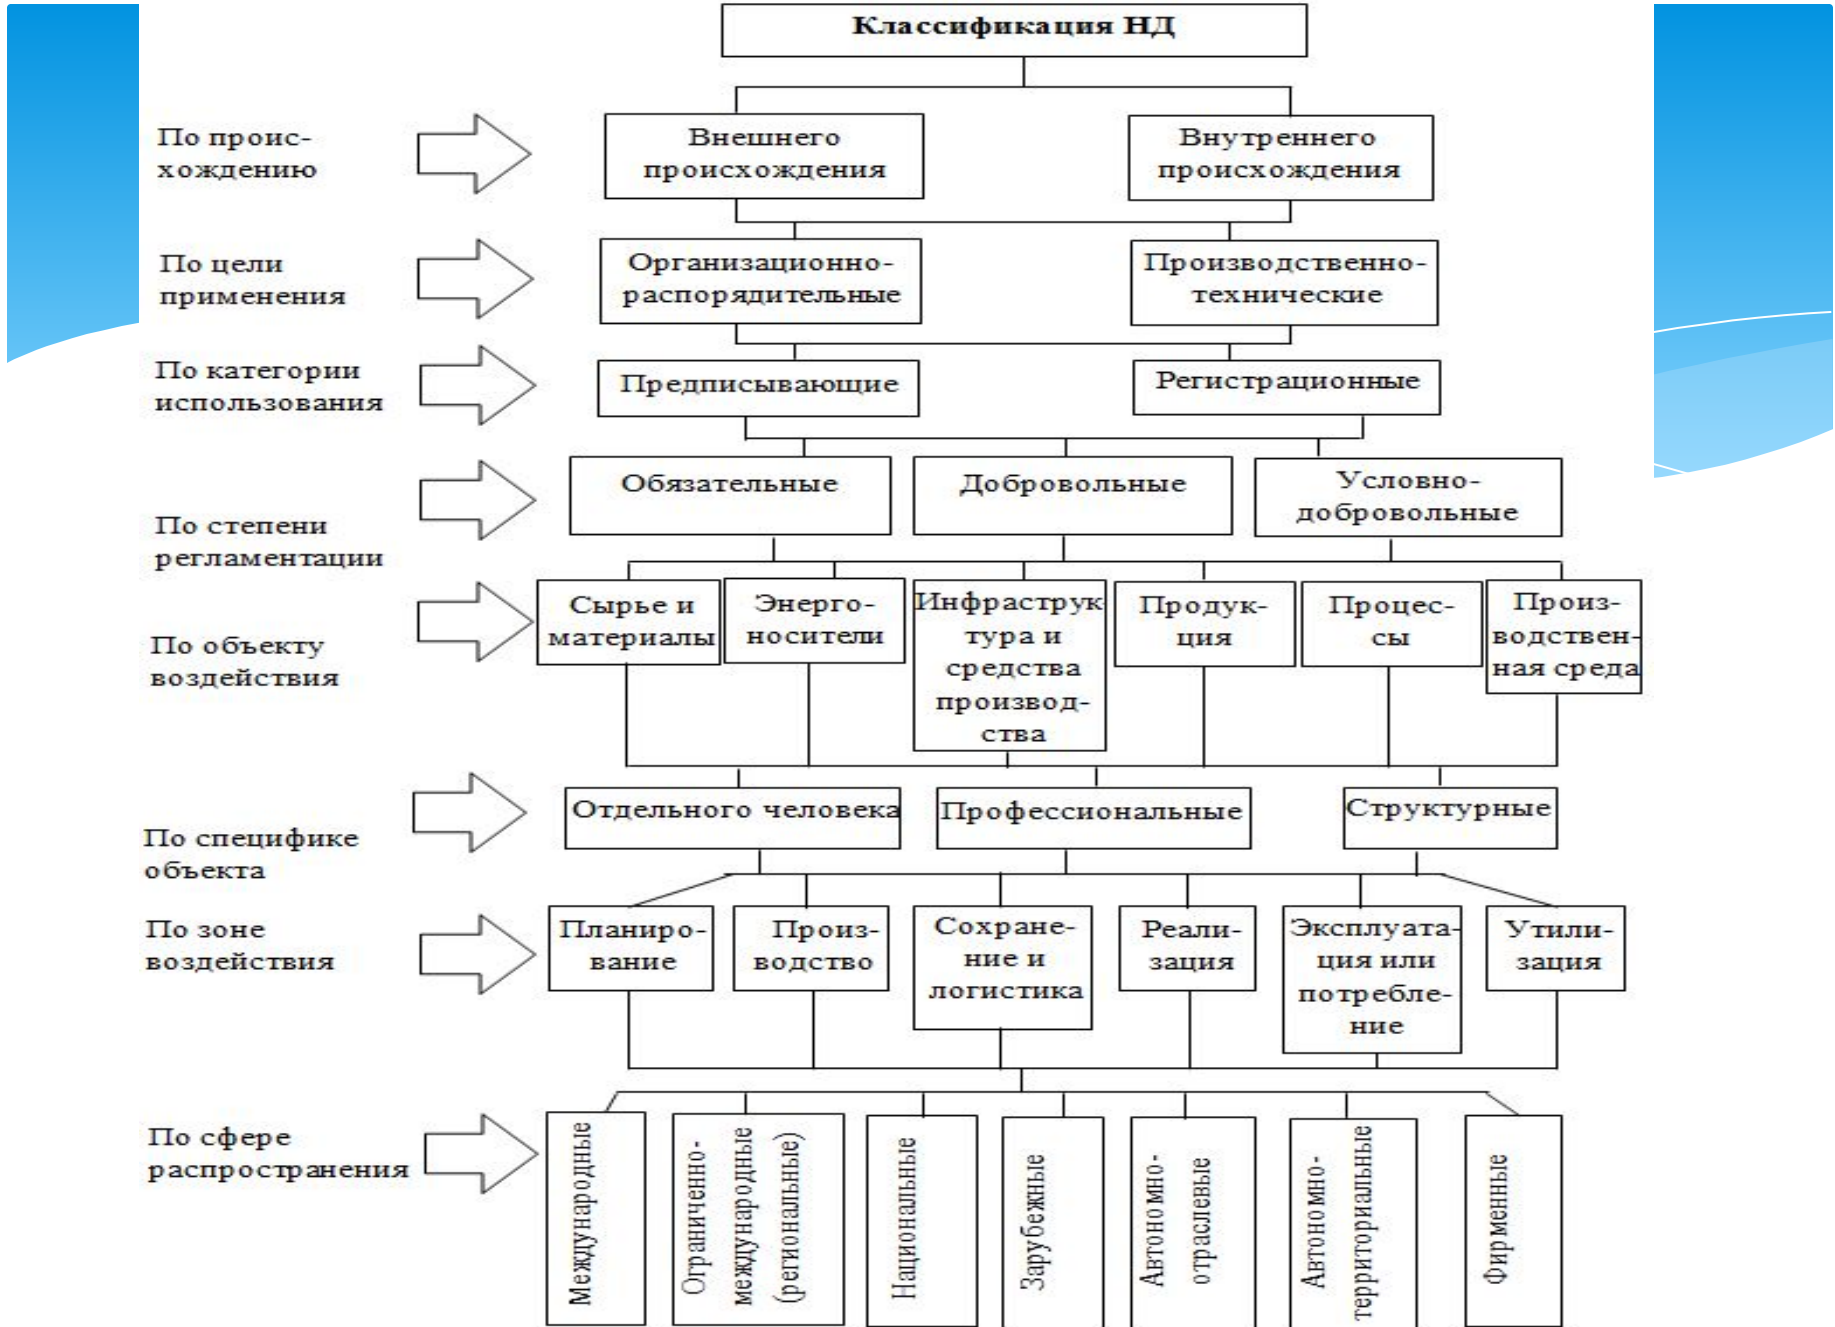 Классификация НД
По проис-
хождению
Внешнего
происхождения
Внутреннего
происхождения
По цели
применения
Организационно-
распорядительные
Производственно-
технические
По категории
использования
Предписывающие
Регистрационные
По степени
регламентации
Обязательные
Добровольные
Условно-
добровольные
По объекту
воздействия
Сырье и
материалы
Энерго-
носители
Инфраструк-
тура и
средства
производ-
ства
Продук-
ция
Процес-
сы
Произ-
водствен-
ная среда
По специфике
объекта
Отдельного человека
Профессиональные
Структурные
По зоне
воздействия
Планиро-
вание
Произ-
водство
Сохране-
ние и
логистика
Реали-
зация
Эксплуата-
ция или
потребле-
ние
Утили-
зация
По сфере
распространения
Международные
Ограниченно-
международные
(региональные)
Национальные
Зарубежные
Автономно-
отраслевые
Автономно-
территориальные
Фирменные